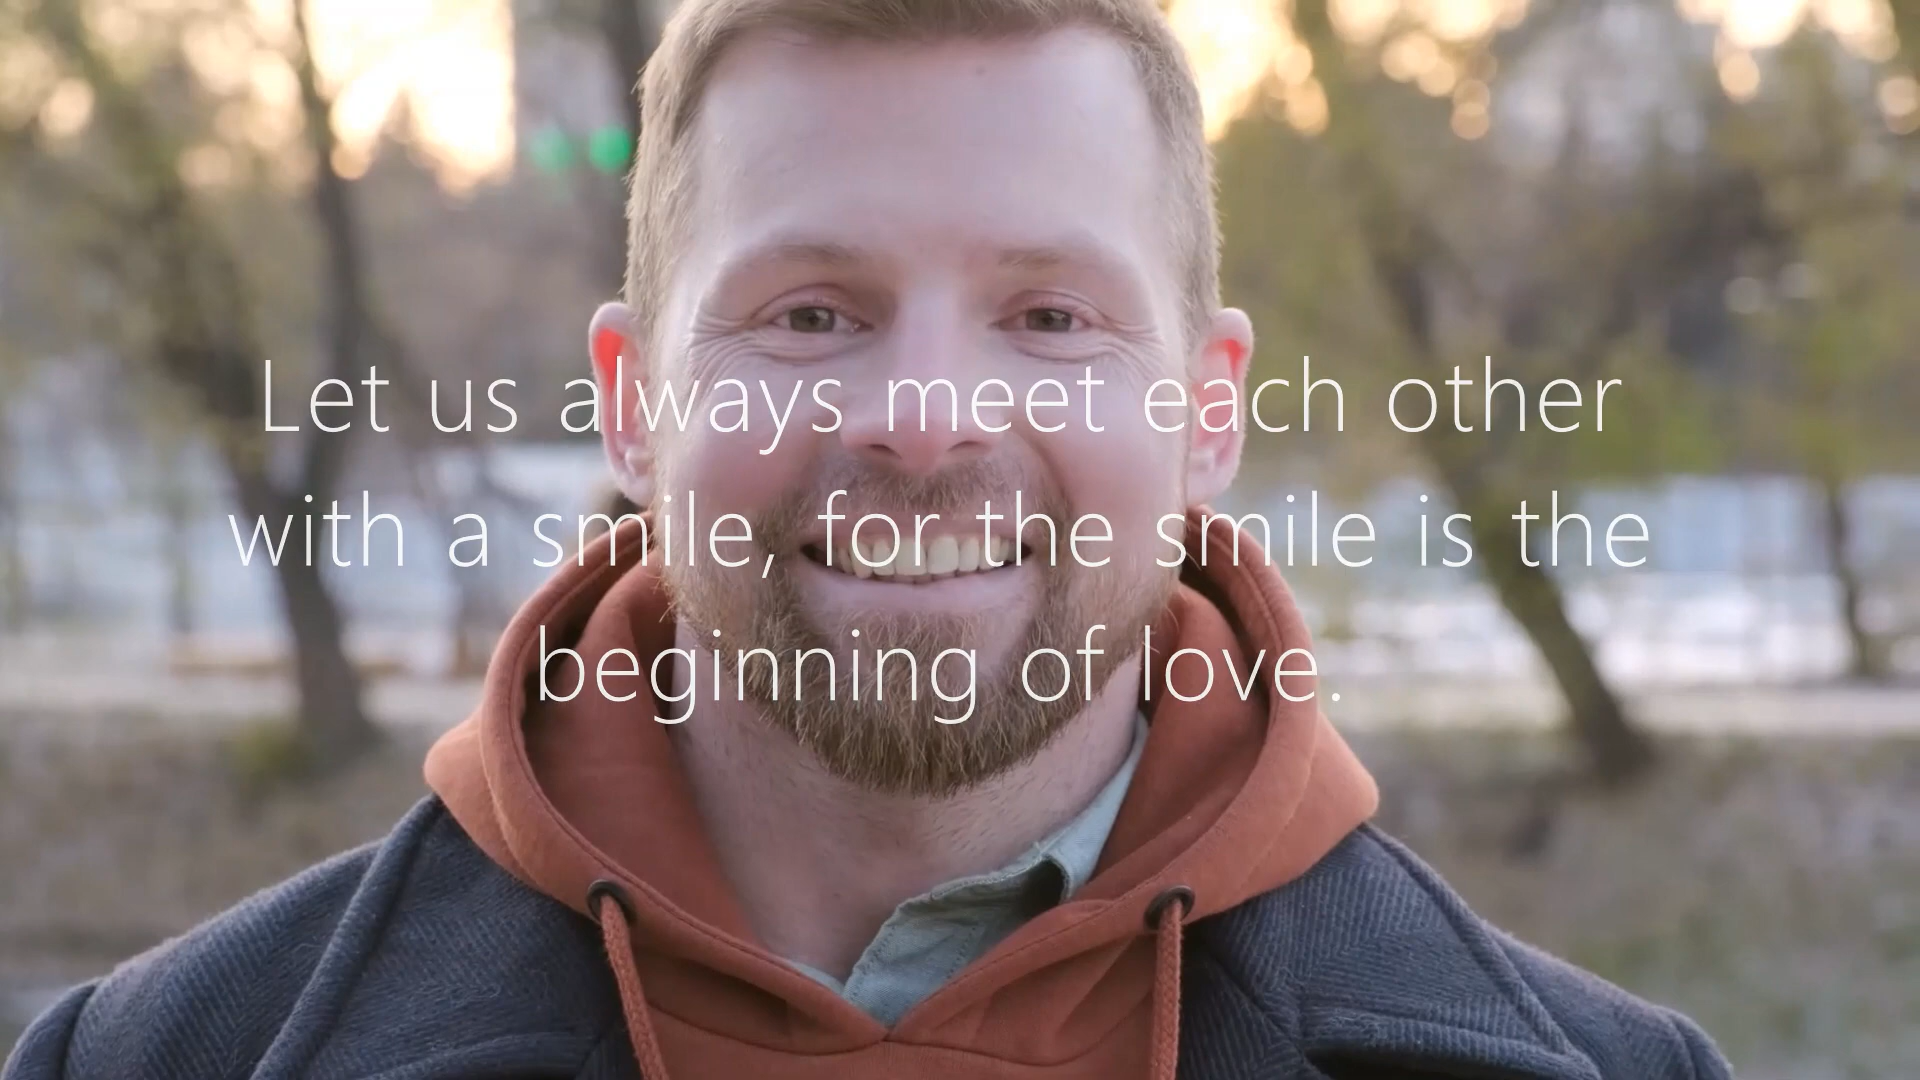 Let us always meet each other
with a smile, for the smile is the
beginning of love.